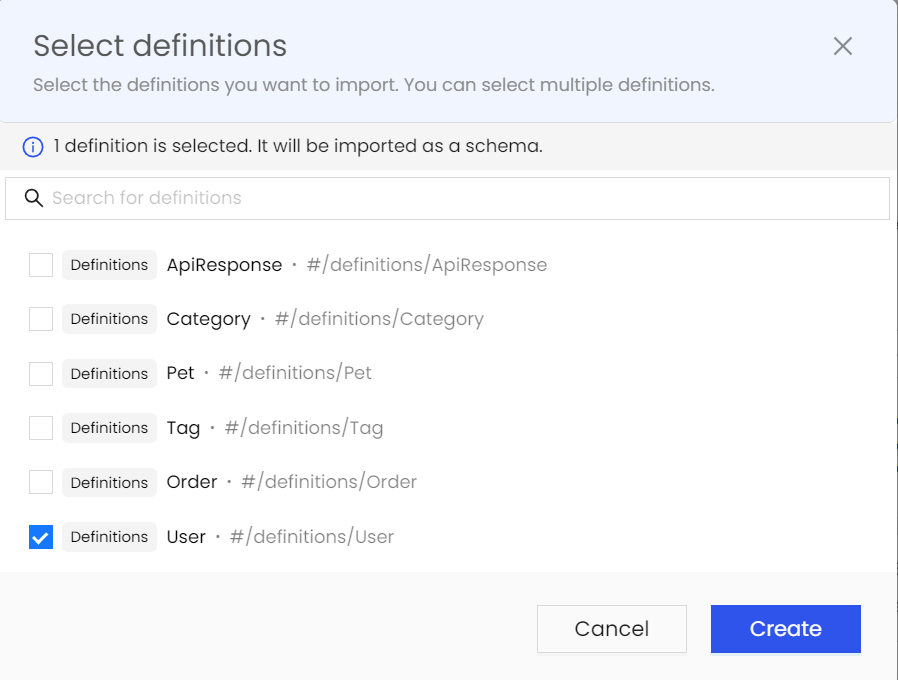 Select definitions
Select the definitions you want to import. You can select multiple definitions.
1 definition is selected. It will be imported as a schema.
Search for definitions
Definitions ApiResponse · #/definitions/ApiResponse
Definitions Category · #/definitions/Category
Definitions Pet · #/definitions/Pet
Definitions Tag · #/definitions/Tag
Definitions Order · #/definitions/Order
Definitions User · #/definitions/User
Cancel Create